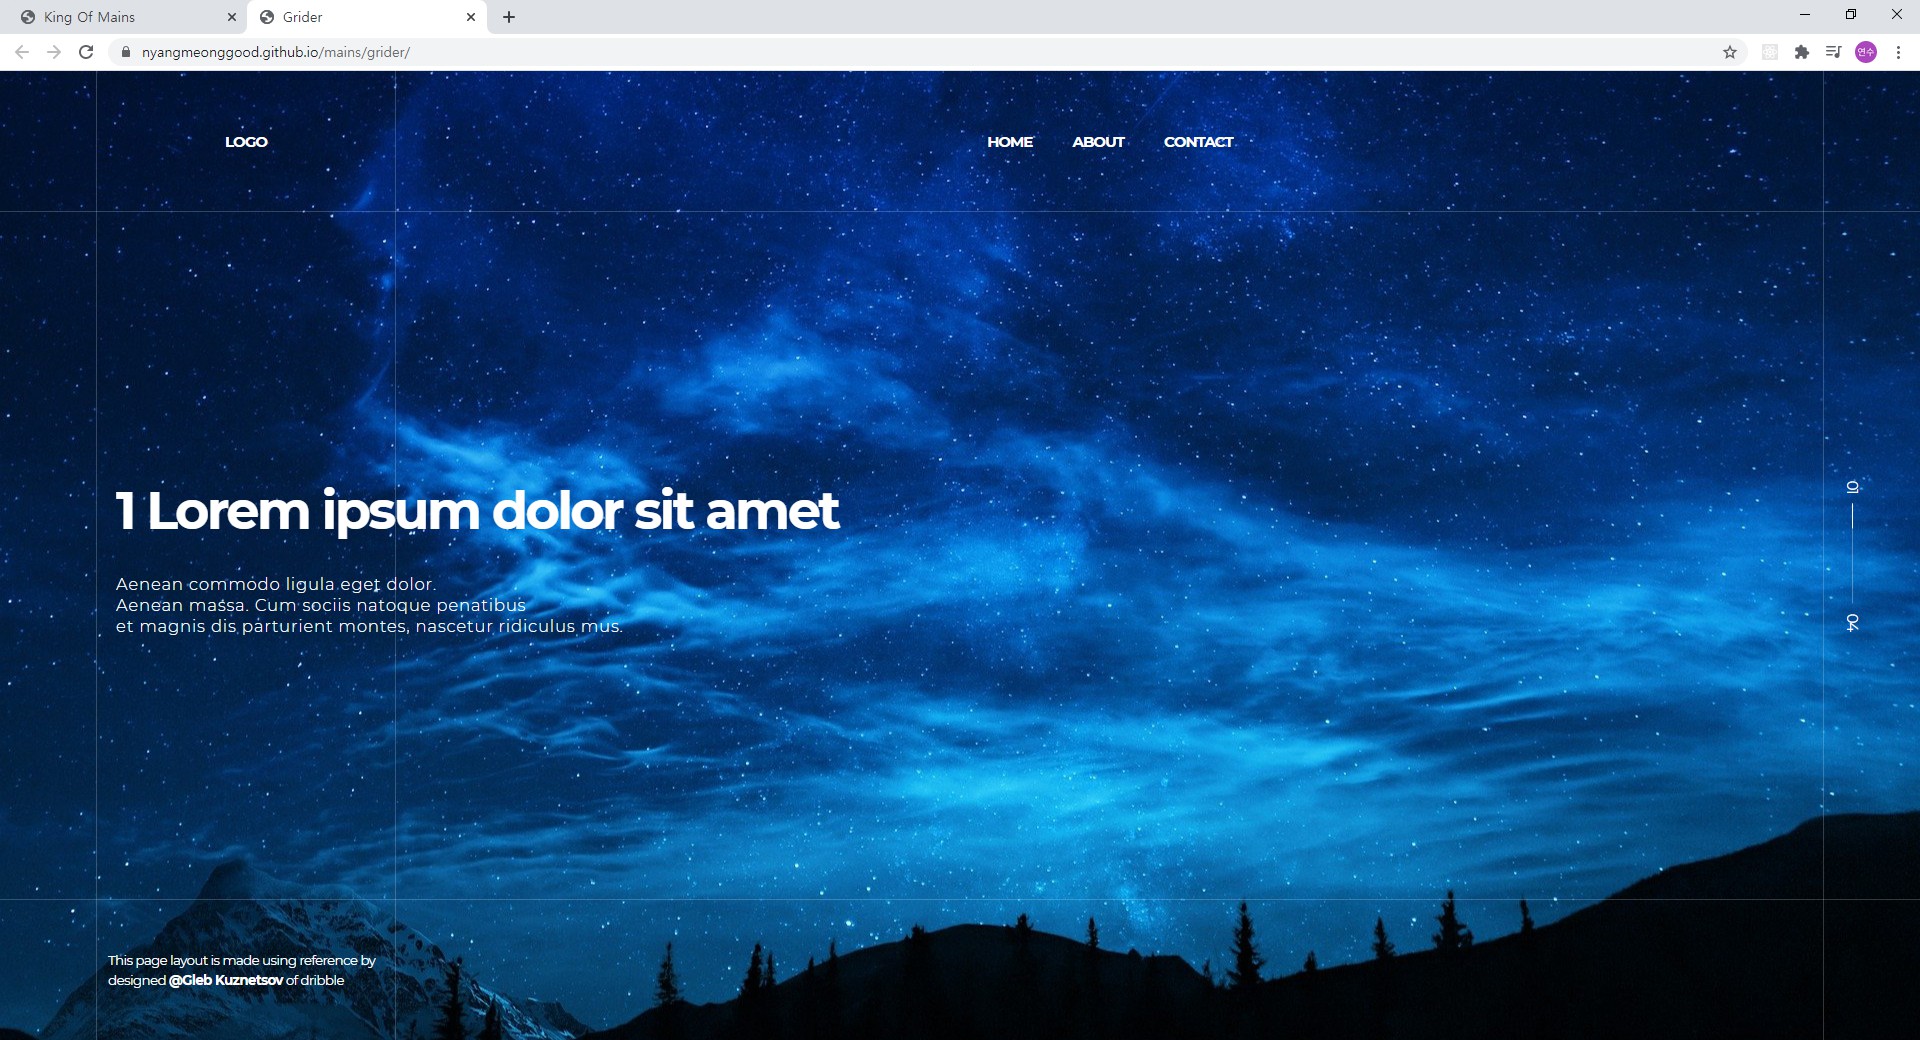 King Of Mains
Grider
nyangmeonggood.github.io/mains/grider/
연수
LOGO
HOME
ABOUT
CONTACT
1 Lorem ipsum dolor sit amet
Aenean commodo ligula eget dolor.
Aenean massa. Cum sociis natoque penatibus
et magnis dis parturient montes, nascetur ridiculus mus.
01
04
This page layout is made using reference by
designed @Gleb Kuznetsov of dribble